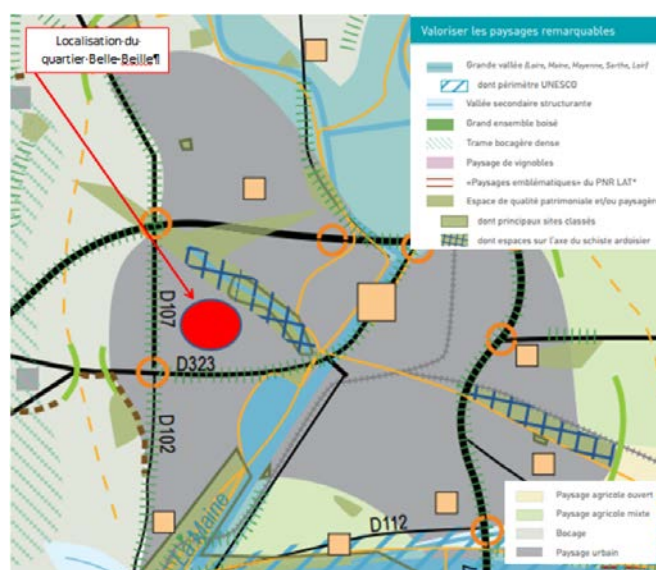 Localisation·du·
quartier·Belle-Beille¶
Valoriser les paysages remarquables
Grande vallée (Loire, Maine, Mayenne, Sarthe, Loir)
dont périmètre UNESCO
Vallée secondaire structurante
Grand ensemble boisé
Trame bocagère dense
Paysage de vignobles
«Paysages emblématiques» du PNR LAT*
Espace de qualité patrimoniale et/ou paysagère
dont principaux sites classés
dont espaces sur l'axe du schiste ardoisier
D107
D323
D102
La Maine
D112
Paysage agricole ouvert
Paysage agricole mixte
Bocage
Paysage urbain